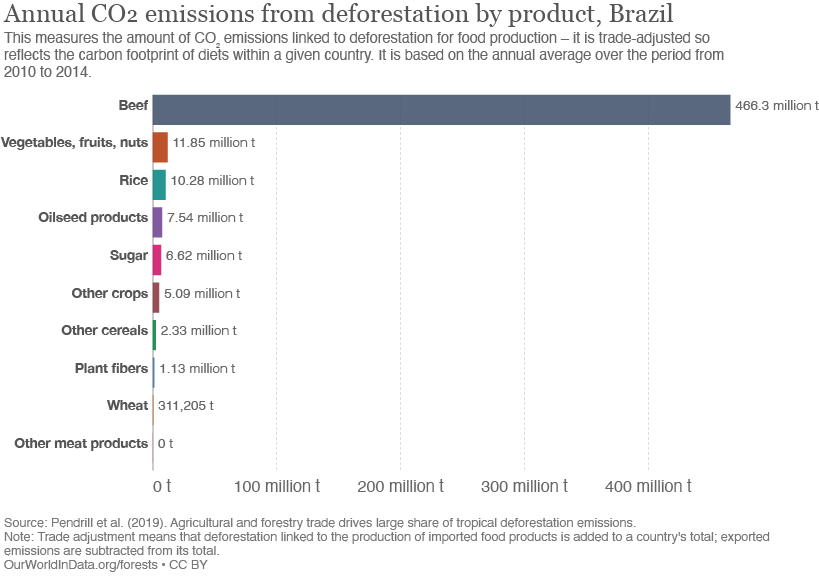 Annual CO2 emissions from deforestation by product, Brazil
This measures the amount of CO₂ emissions linked to deforestation for food production – it is trade-adjusted so
reflects the carbon footprint of diets within a given country. It is based on the annual average over the period from
2010 to 2014.
Beef 466.3 million t
Vegetables, fruits, nuts 11.85 million t
Rice 10.28 million t
Oilseed products 7.54 million t
Sugar 6.62 million t
Other crops 5.09 million t
Other cereals 2.33 million t
Plant fibers 1.13 million t
Wheat 311,205 t
Other meat products 0 t
0 t 100 million t 200 million t 300 million t 400 million t
Source: Pendrill et al. (2019). Agricultural and forestry trade drives large share of tropical deforestation emissions.
Note: Trade adjustment means that deforestation linked to the production of imported food products is added to a country's total; exported
emissions are subtracted from its total.
OurWorldInData.org/forests • CC BY